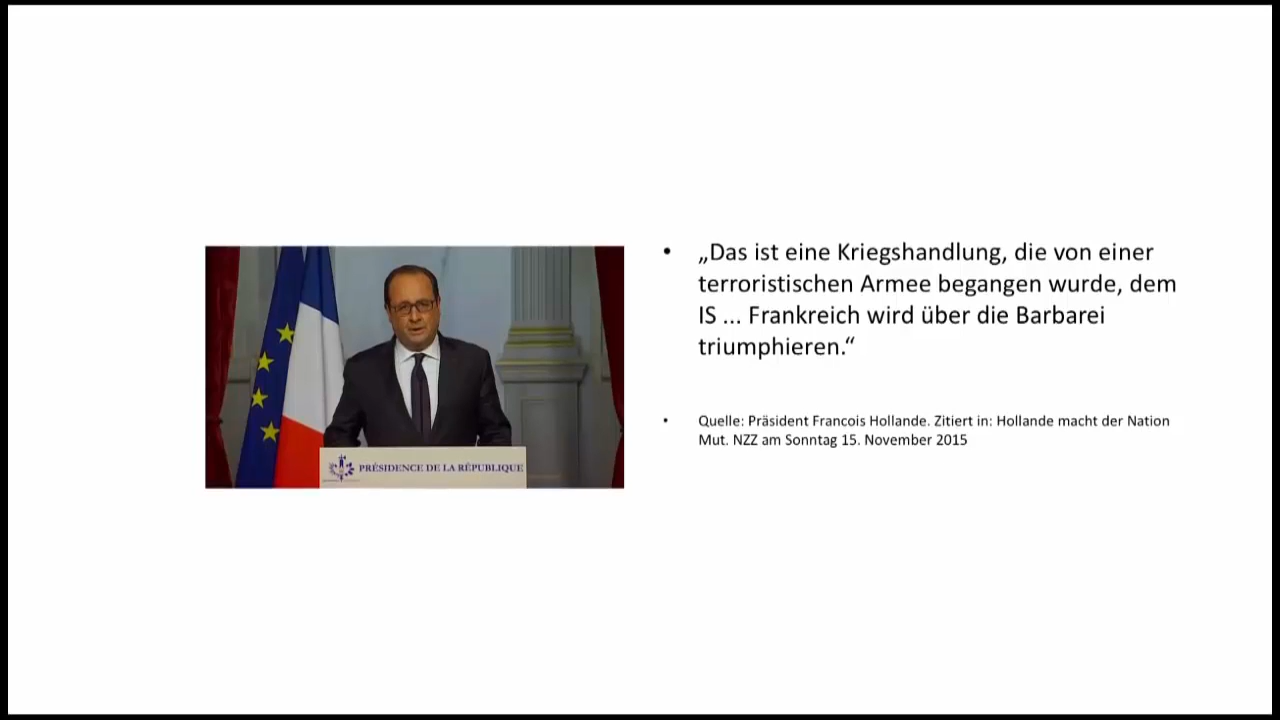 „Das ist eine Kriegshandlung, die von einer
terroristischen Armee begangen wurde, dem
IS ... Frankreich wird über die Barbarei
triumphieren.“
Quelle: Präsident Francois Hollande. Zitiert in: Hollande macht der Nation
Mut. NZZ am Sonntag 15. November 2015
PRÉSIDENCE DE LA RÉPUBLIQUE